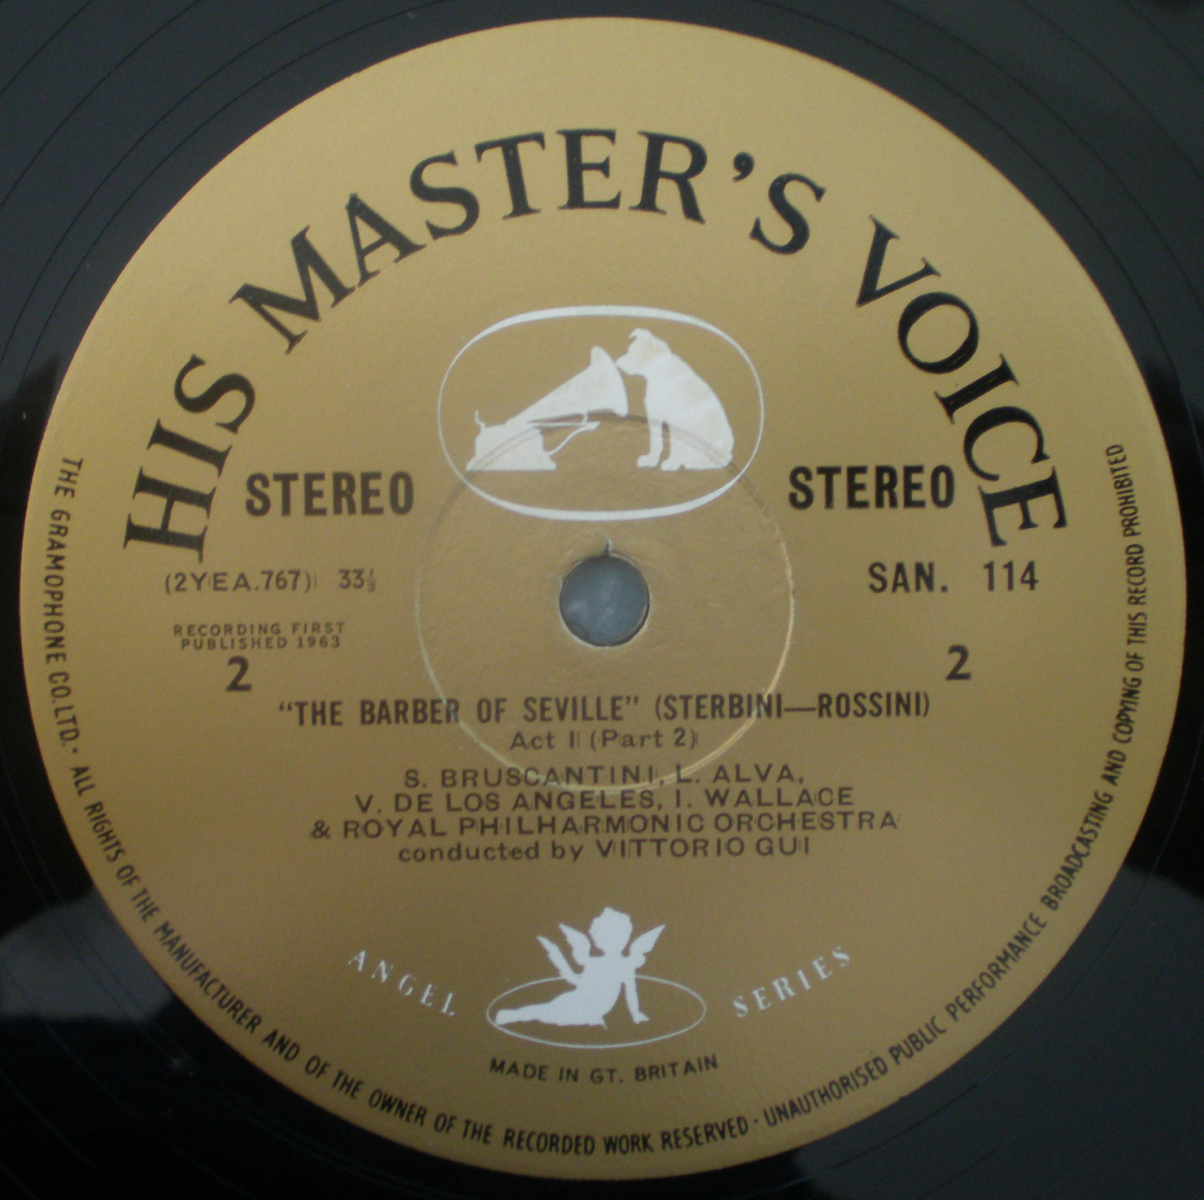 HIS MASTER'S VOICE
STEREO STEREO
(2YEA.767) 33⅓ SAN. 114
RECORDING FIRST
PUBLISHED 1963
2 2
“THE BARBER OF SEVILLE” (STERBINI—ROSSINI)
Act I (Part 2)
S. BRUSCANTINI, L. ALVA,
V. DE LOS ANGELES, I. WALLACE
& ROYAL PHILHARMONIC ORCHESTRA
conducted by VITTORIO GUI
ANGEL SERIES
MADE IN GT. BRITAIN
THE GRAMOPHONE CO. LTD. · ALL RIGHTS OF THE MANUFACTURER AND OF THE OWNER OF THE RECORDED WORK RESERVED · UNAUTHORISED PUBLIC PERFORMANCE BROADCASTING AND COPYING OF THIS RECORD PROHIBITED